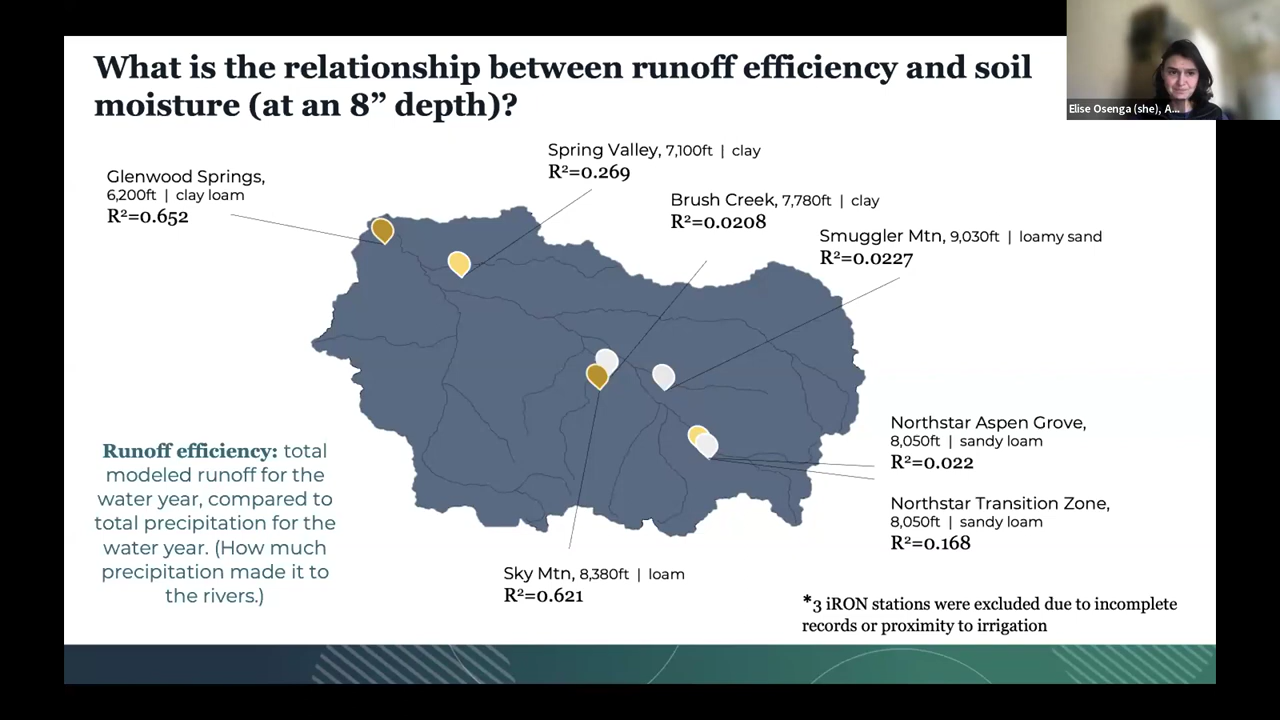 What is the relationship between runoff efficiency and soil
moisture (at an 8” depth)?
Elise Osenga (she), A...
Glenwood Springs,
6,200ft | clay loam
R²=0.652
Spring Valley, 7,100ft | clay
R²=0.269
Brush Creek, 7,780ft | clay
R²=0.0208
Smuggler Mtn, 9,030ft | loamy sand
R²=0.0227
Northstar Aspen Grove,
8,050ft | sandy loam
R²=0.022
Northstar Transition Zone,
8,050ft | sandy loam
R²=0.168
Sky Mtn, 8,380ft | loam
R²=0.621
Runoff efficiency: total
modeled runoff for the
water year, compared to
total precipitation for the
water year. (How much
precipitation made it to
the rivers.)
*3 iRON stations were excluded due to incomplete
records or proximity to irrigation